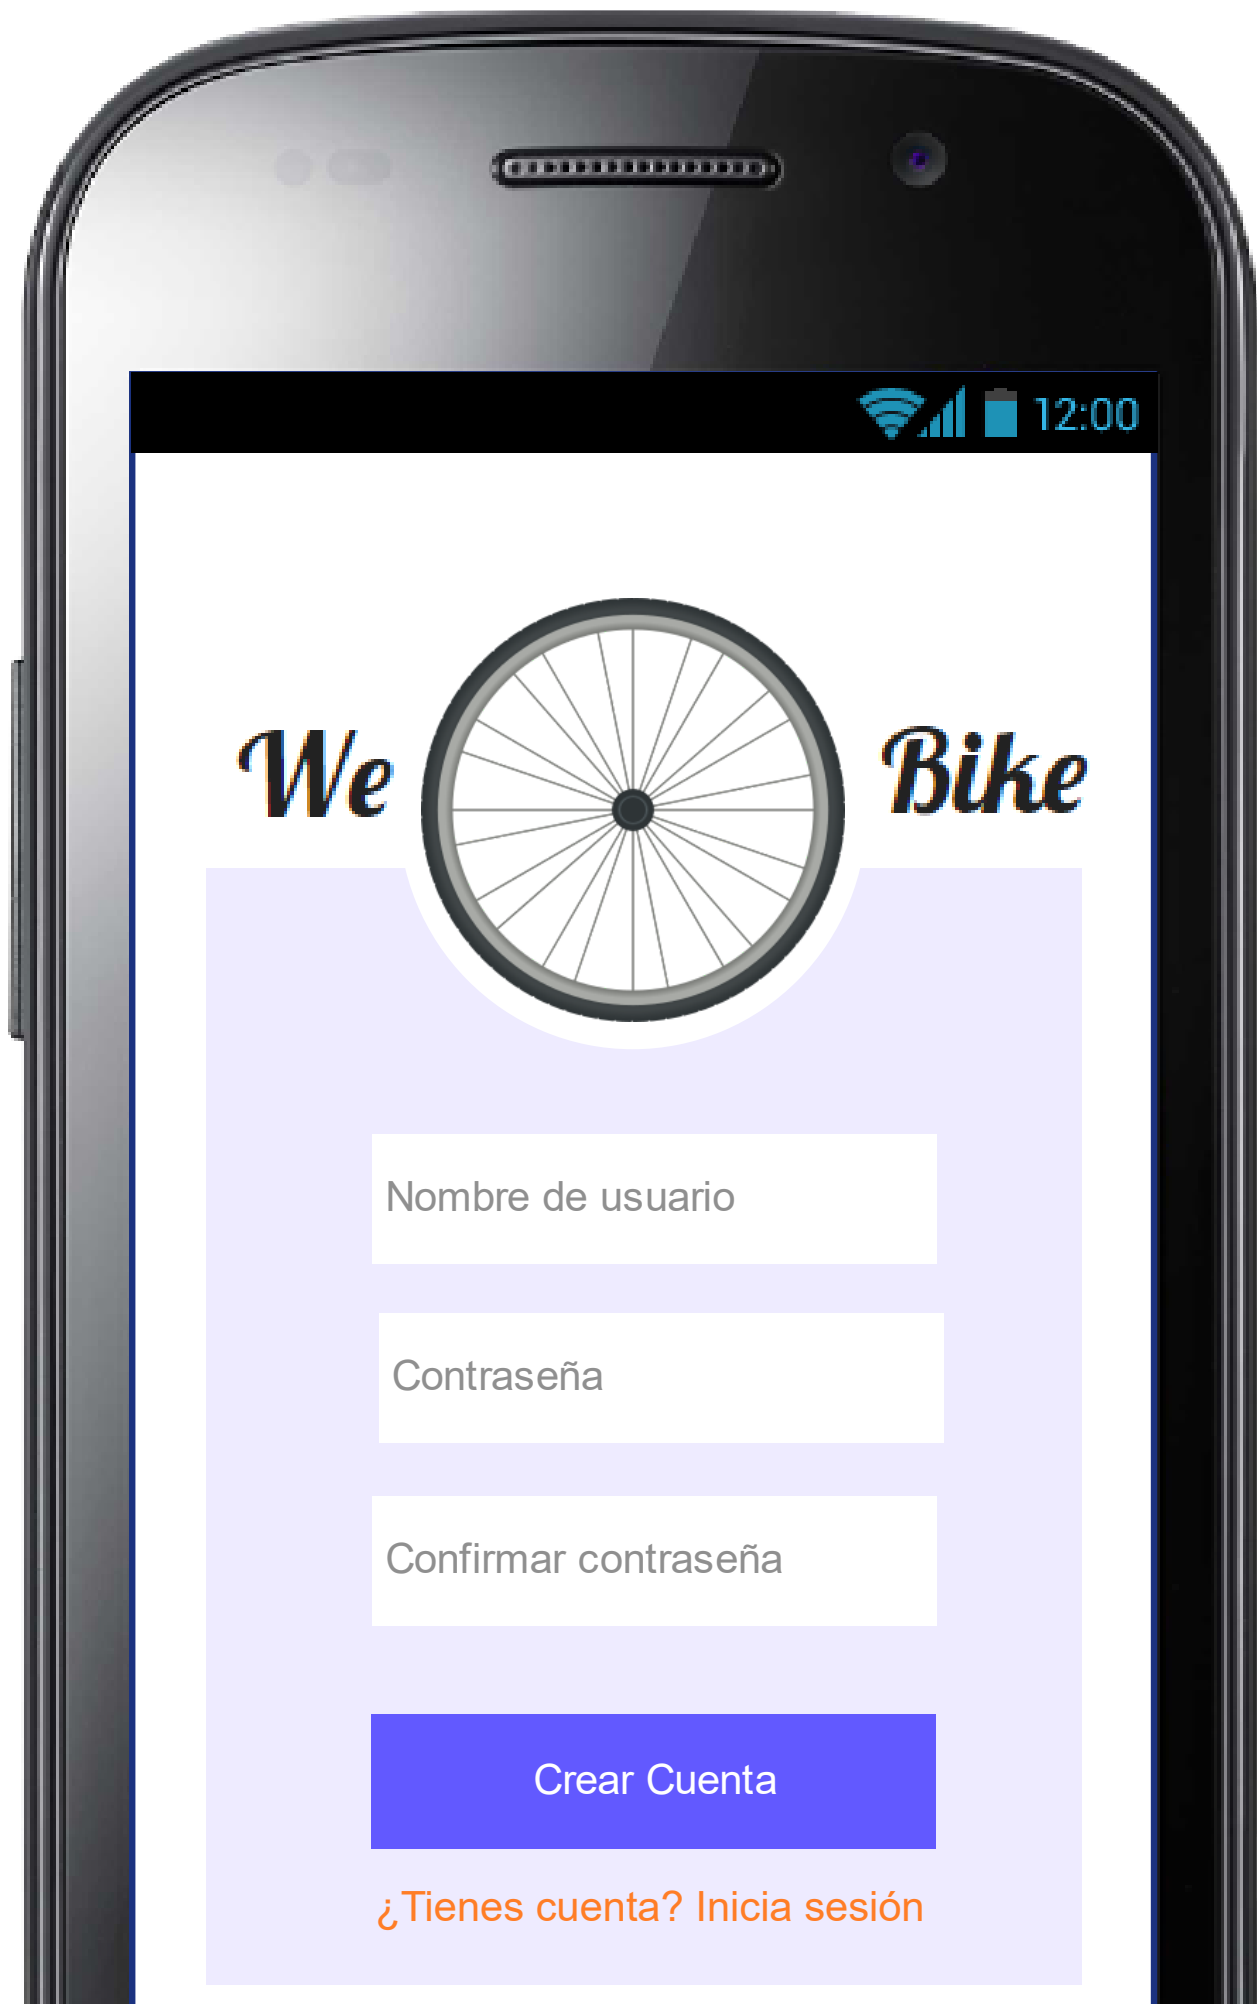 12:00
We Bike
Nombre de usuario
Contraseña
Confirmar contraseña
Crear Cuenta
¿Tienes cuenta? Inicia sesión